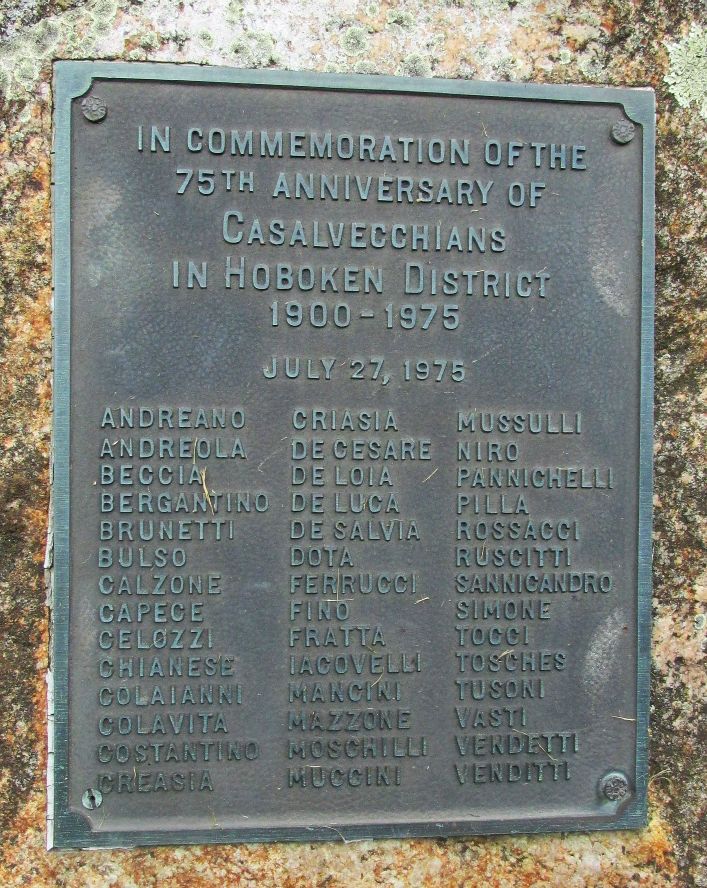 IN COMMEMORATION OF THE
75TH ANNIVERSARY OF
CASALVECCHIANS
IN HOBOKEN DISTRICT
1900-1975
JULY 27, 1975
ANDREANO CRIASIA MUSSULLI
ANDREOLA DE CESARE NIRO
BECCIA DE LOIA PANNICHELLI
BERGANTINO DE LUCA PILLA
BRUNETTI DE SALVIA ROSSACCI
BULSO DOTA RUSCITTI
CALZONE FERRUCCI SANNICANDRO
CAPECE FINO SIMONE
CELOZZI FRATTA TOCCI
CHIANESE IACOVELLI TOSCHES
COLAIANNI MANCINI TUSONI
COLAVITA MAZZONE VASTI
COSTANTINO MOSCHILLI VENDETTI
CREASIA MUCCINI VENDITTI